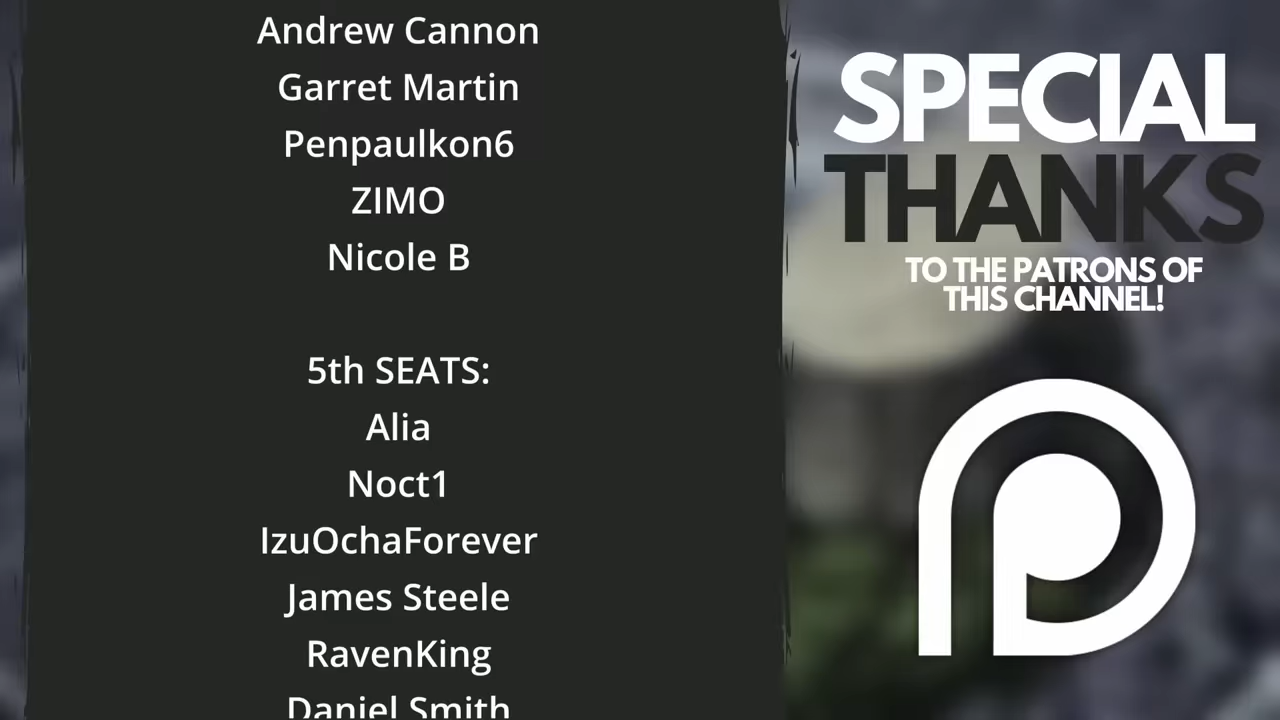 Andrew Cannon
Garret Martin
Penpaulkon6
ZIMO
Nicole B
5th SEATS:
Alia
Noct1
IzuOchaForever
James Steele
RavenKing
Daniel Smith
SPECIAL
THANKS
TO THE PATRONS OF
THIS CHANNEL!